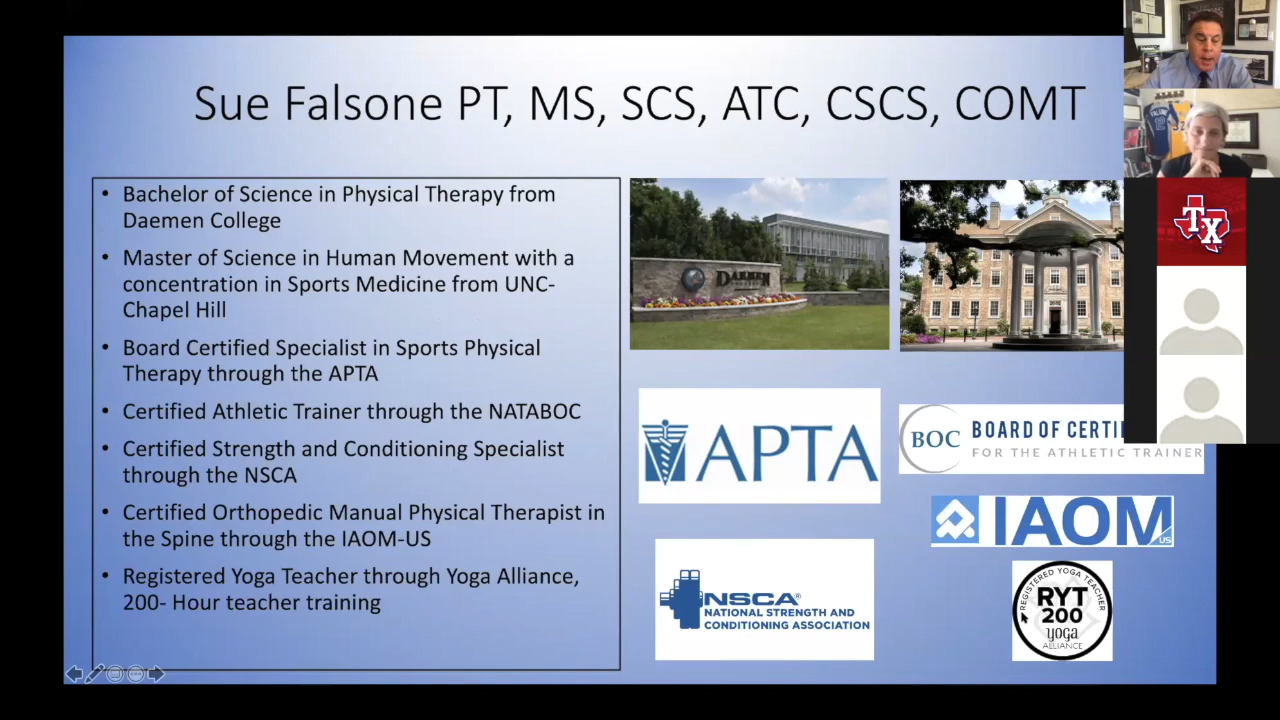 Sue Falsone PT, MS, SCS, ATC, CSCS, COMT
• Bachelor of Science in Physical Therapy from
Daemen College
• Master of Science in Human Movement with a
concentration in Sports Medicine from UNC-
Chapel Hill
• Board Certified Specialist in Sports Physical
Therapy through the APTA
• Certified Athletic Trainer through the NATABOC
• Certified Strength and Conditioning Specialist
through the NSCA
• Certified Orthopedic Manual Physical Therapist in
the Spine through the IAOM-US
• Registered Yoga Teacher through Yoga Alliance,
200- Hour teacher training
DAEMEN
TX
APTA
BOC
BOARD OF CERTI
FOR THE ATHLETIC TRAINER
IAOM
US
NSCA®
NATIONAL STRENGTH AND
CONDITIONING ASSOCIATION
REGISTERED YOGA TEACHER
RYT
200
yoga
ALLIANCE